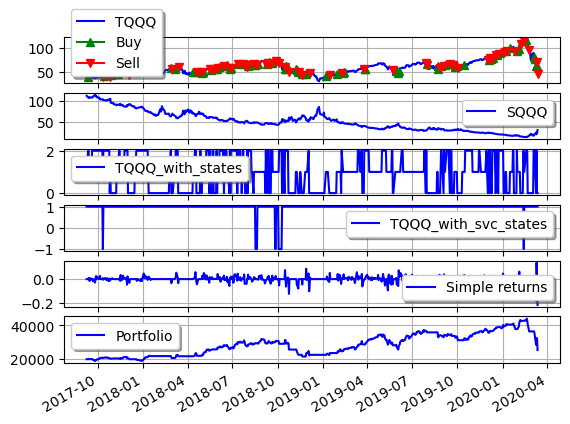 TQQQ
Buy
Sell
100
50
100
50
SQQQ
2
0
TQQQ_with_states
1
0
−1
TQQQ_with_svc_states
0.0
−0.2
Simple returns
40000
20000
Portfolio
2017-10 2018-01 2018-04 2018-07 2018-10 2019-01 2019-04 2019-07 2019-10 2020-01 2020-04